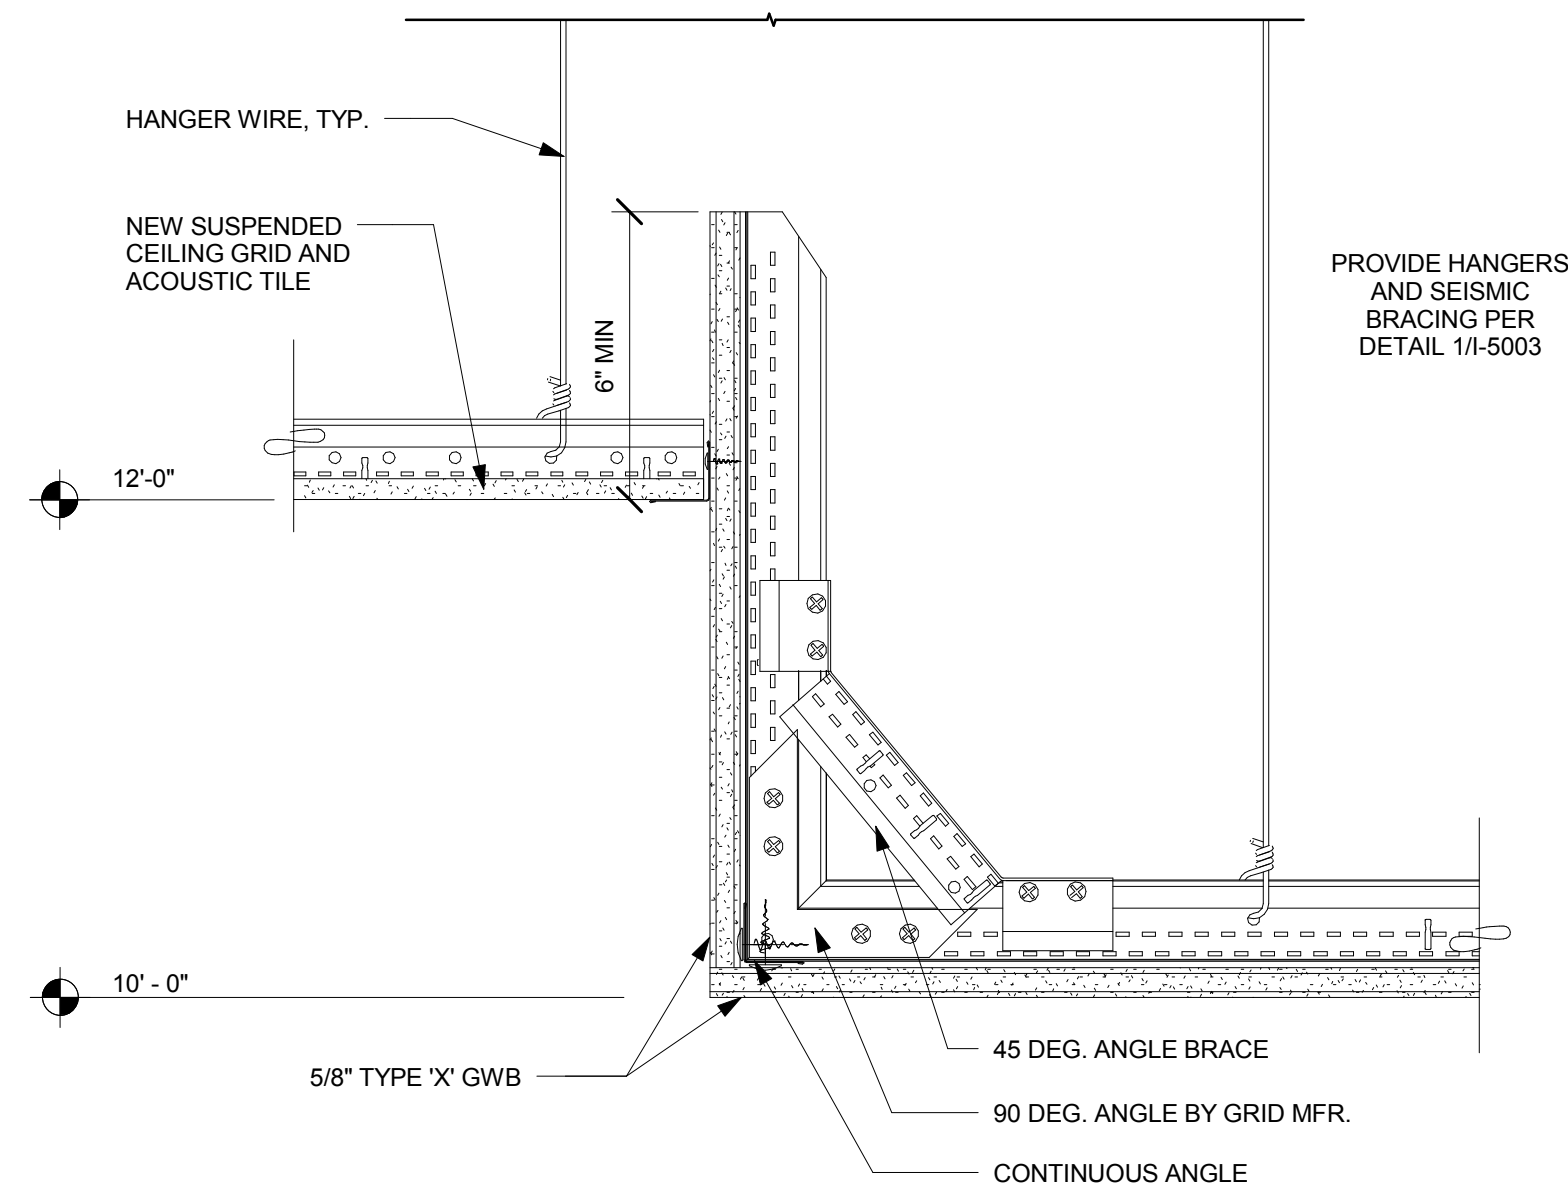 HANGER WIRE, TYP.
NEW SUSPENDED
CEILING GRID AND
ACOUSTIC TILE
6" MIN
PROVIDE HANGERS
AND SEISMIC
BRACING PER
DETAIL 1/I-5003
12'-0"
10' - 0"
5/8" TYPE 'X' GWB
45 DEG. ANGLE BRACE
90 DEG. ANGLE BY GRID MFR.
CONTINUOUS ANGLE